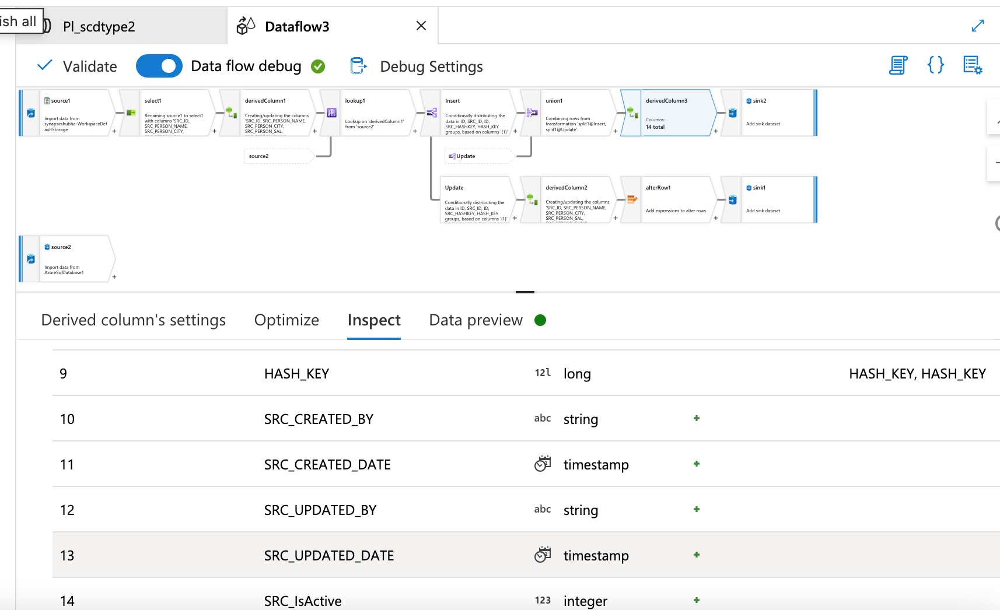 ish all
Pl_scdtype2
Dataflow3
Validate
Data flow debug
Debug Settings
source1
Import data from
synapseshubha-WorkspaceDef
aultStorage
+
select1
Renaming source1 to select1
with columns 'SRC_ID,
SRC_PERSON_NAME,
SRC_PERSON_CITY,
+
derivedColumn1
Creating/updating the columns
'SRC_ID, SRC_PERSON_NAME,
SRC_PERSON_CITY,
SRC_PERSON_SAL,
+
lookup1
Lookup on 'derivedColumn1'
from 'source2'
+
Insert
Conditionally distributing the
data in ID, SRC_ID, ID,
SRC_HASHKEY, HASH_KEY
groups, based on columns '{1}'
+
union1
Combining rows from
transformation 'split1@Insert,
split1@Update'
+
derivedColumn3
Columns:
14 total
+
sink2
Add sink dataset
source2
Update
Update
Conditionally distributing the
data in ID, SRC_ID, ID,
SRC_HASHKEY, HASH_KEY
groups, based on columns '{1}'
+
derivedColumn2
Creating/updating the columns
'SRC_ID, SRC_PERSON_NAME,
SRC_PERSON_CITY,
SRC_PERSON_SAL,
+
alterRow1
Add expressions to alter rows
+
sink1
Add sink dataset
source2
Import data from
AzureSqlDatabase1
+
Derived column's settings
Optimize
Inspect
Data preview
9 HASH_KEY 12l long HASH_KEY, HASH_KEY
10 SRC_CREATED_BY abc string +
11 SRC_CREATED_DATE timestamp +
12 SRC_UPDATED_BY abc string +
13 SRC_UPDATED_DATE timestamp +
14 SRC_IsActive 123 integer +